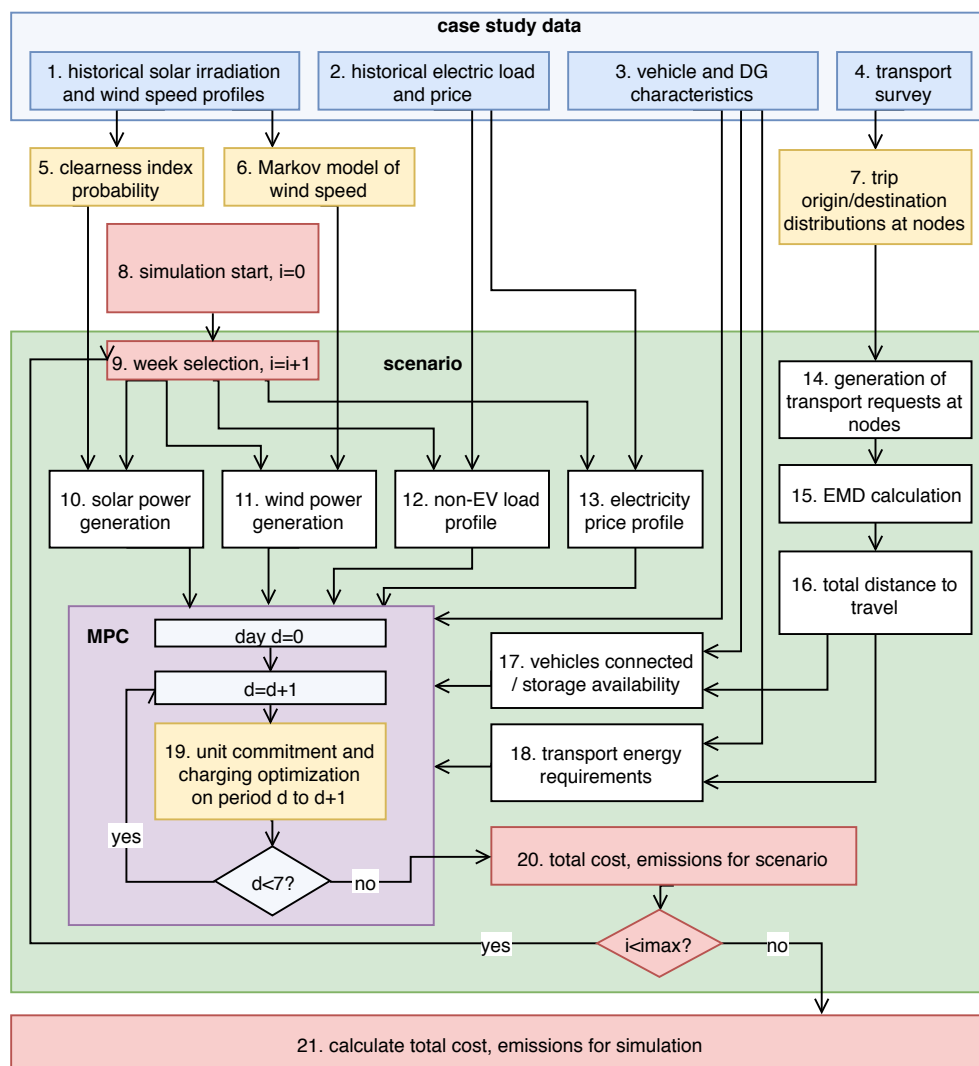 case study data
1. historical solar irradiation
and wind speed profiles
2. historical electric load
and price
3. vehicle and DG
characteristics
4. transport
survey
5. clearness index
probability
6. Markov model of
wind speed
7. trip
origin/destination
distributions at nodes
8. simulation start, i=0
9. week selection, i=i+1
scenario
14. generation of
transport requests at
nodes
10. solar power
generation
11. wind power
generation
12. non-EV load
profile
13. electricity
price profile
15. EMD calculation
16. total distance to
travel
MPC
day d=0
d=d+1
17. vehicles connected
/ storage availability
19. unit commitment and
charging optimization
on period d to d+1
18. transport energy
requirements
yes
d<7?
no
20. total cost, emissions for scenario
yes
i<imax?
no
21. calculate total cost, emissions for simulation